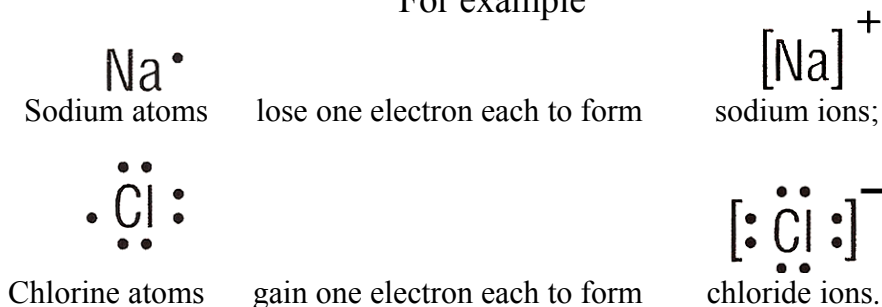 For example
Na• [Na]+
Sodium atoms lose one electron each to form sodium ions;
Cl [Cl]−
Chlorine atoms gain one electron each to form chloride ions.